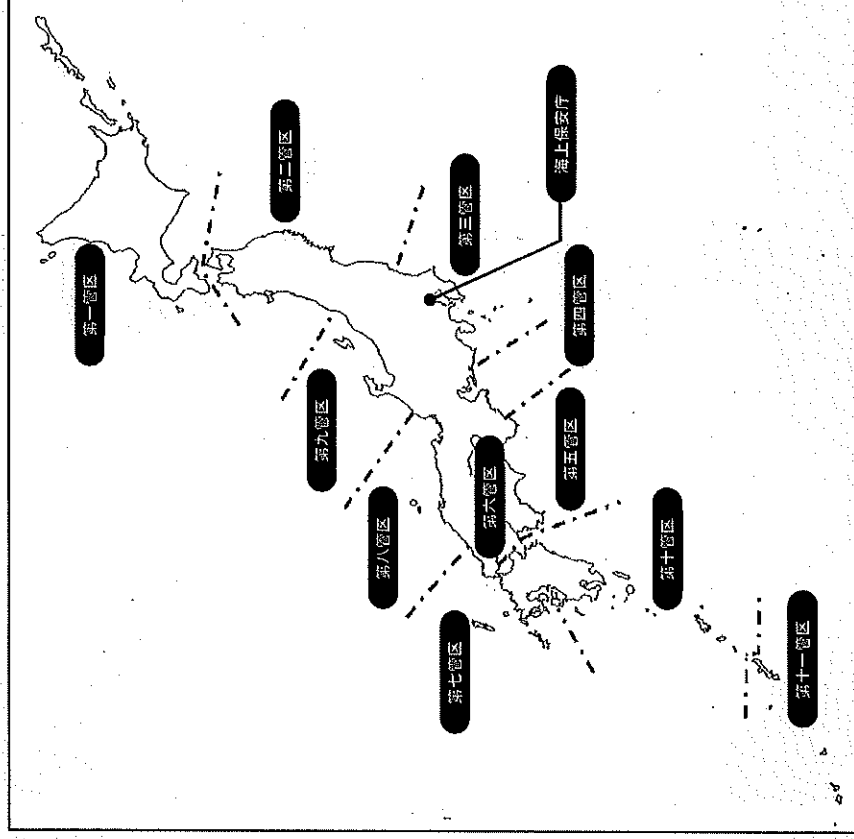 第一管区
第二管区
第三管区
海上保安庁
第四管区
第五管区
第六管区
第七管区
第八管区
第九管区
第十管区
第十一管区